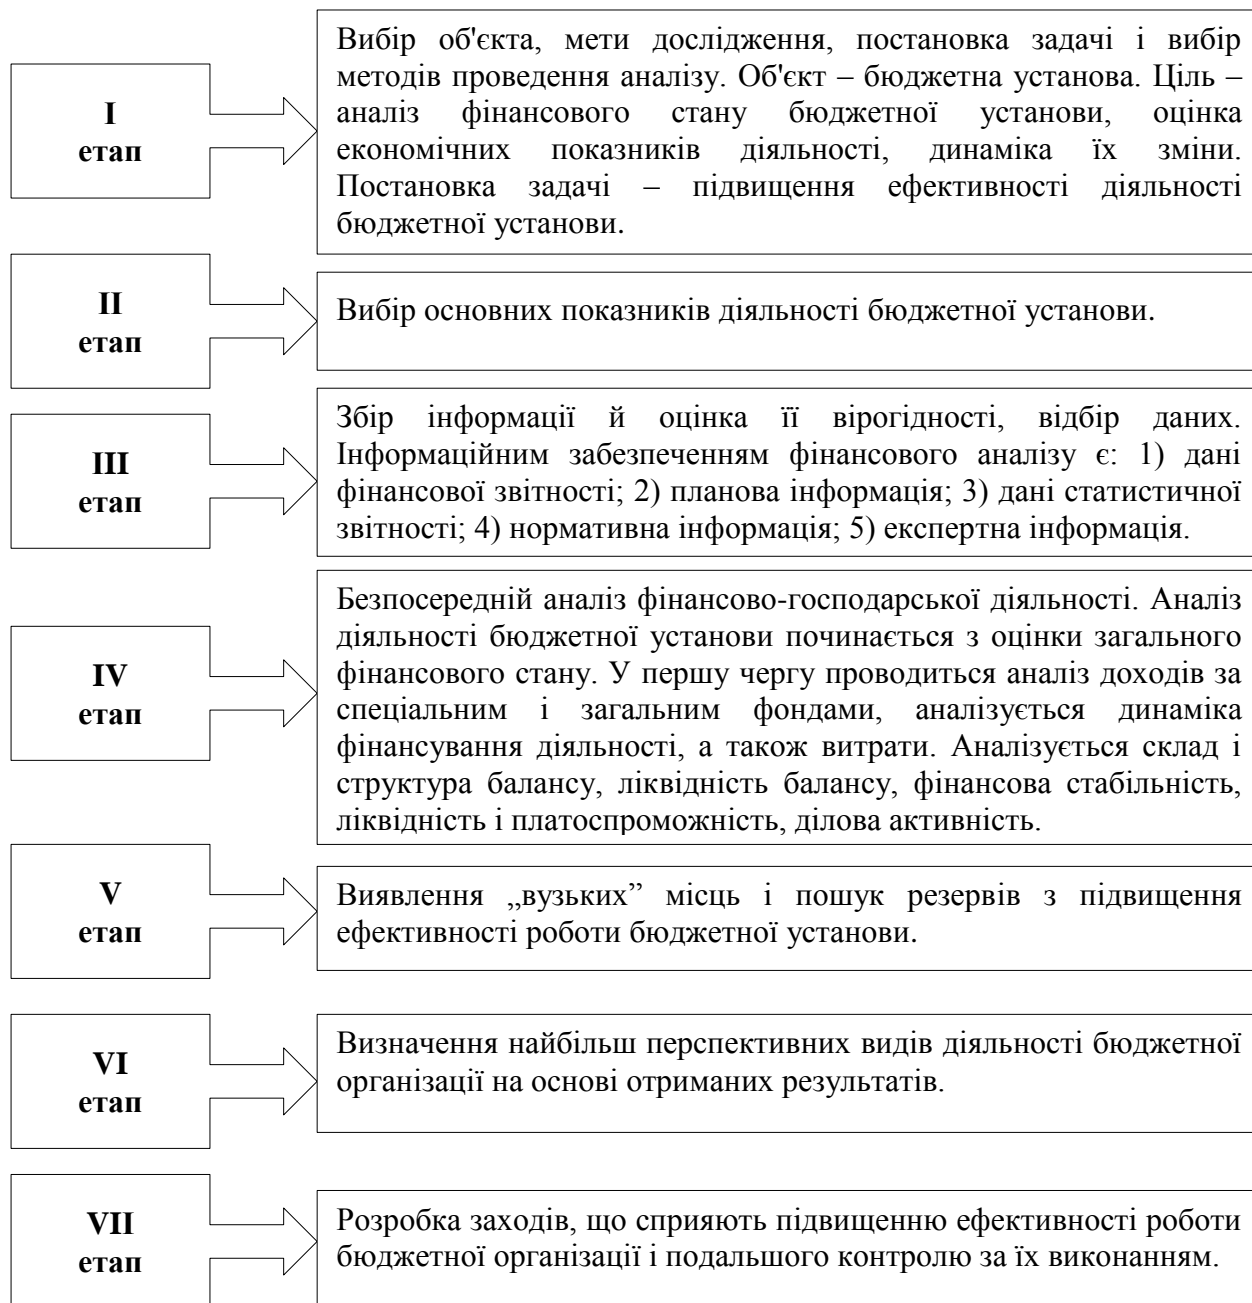 I
етап
Вибір об'єкта, мети дослідження, постановка задачі і вибір
методів проведення аналізу. Об'єкт – бюджетна установа. Ціль –
аналіз фінансового стану бюджетної установи, оцінка
економічних показників діяльності, динаміка їх зміни.
Постановка задачі – підвищення ефективності діяльності
бюджетної установи.
II
етап
Вибір основних показників діяльності бюджетної установи.
III
етап
Збір інформації й оцінка її вірогідності, відбір даних.
Інформаційним забезпеченням фінансового аналізу є: 1) дані
фінансової звітності; 2) планова інформація; 3) дані статистичної
звітності; 4) нормативна інформація; 5) експертна інформація.
IV
етап
Безпосередній аналіз фінансово-господарської діяльності. Аналіз
діяльності бюджетної установи починається з оцінки загального
фінансового стану. У першу чергу проводиться аналіз доходів за
спеціальним і загальним фондами, аналізується динаміка
фінансування діяльності, а також витрати. Аналізується склад і
структура балансу, ліквідність балансу, фінансова стабільність,
ліквідність і платоспроможність, ділова активність.
V
етап
Виявлення „вузьких” місць і пошук резервів з підвищення
ефективності роботи бюджетної установи.
VI
етап
Визначення найбільш перспективних видів діяльності бюджетної
організації на основі отриманих результатів.
VII
етап
Розробка заходів, що сприяють підвищенню ефективності роботи
бюджетної організації і подальшого контролю за їх виконанням.